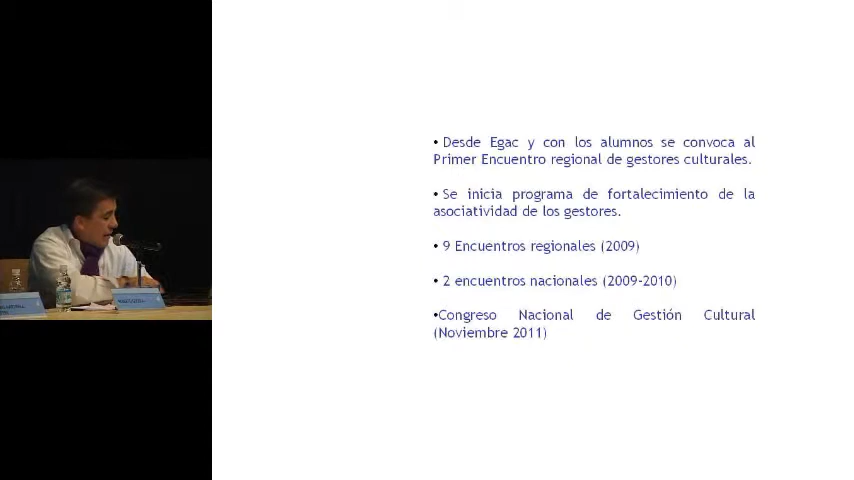 • Desde Egac y con los alumnos se convoca al
Primer Encuentro regional de gestores culturales.
• Se inicia programa de fortalecimiento de la
asociatividad de los gestores.
• 9 Encuentros regionales (2009)
• 2 encuentros nacionales (2009-2010)
•Congreso Nacional de Gestión Cultural
(Noviembre 2011)